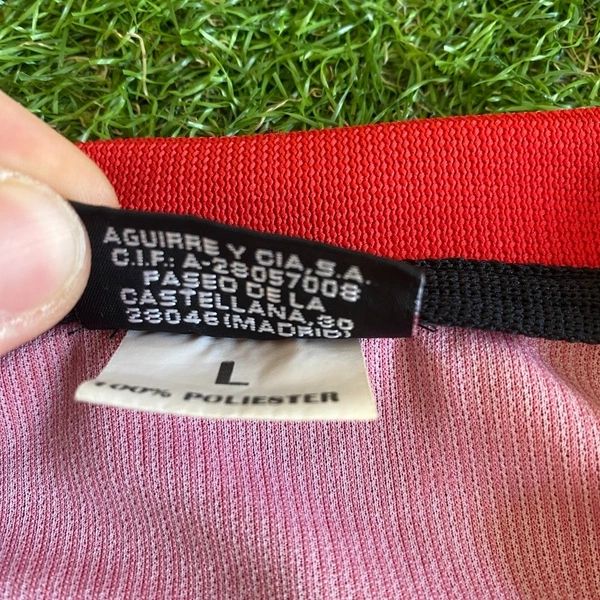 AGUIRRE Y CIA, S.A.
C.I.F.: A-28057008
PASEO DE LA
CASTELLANA, 30
28046 (MADRID)
L
100% POLIESTER